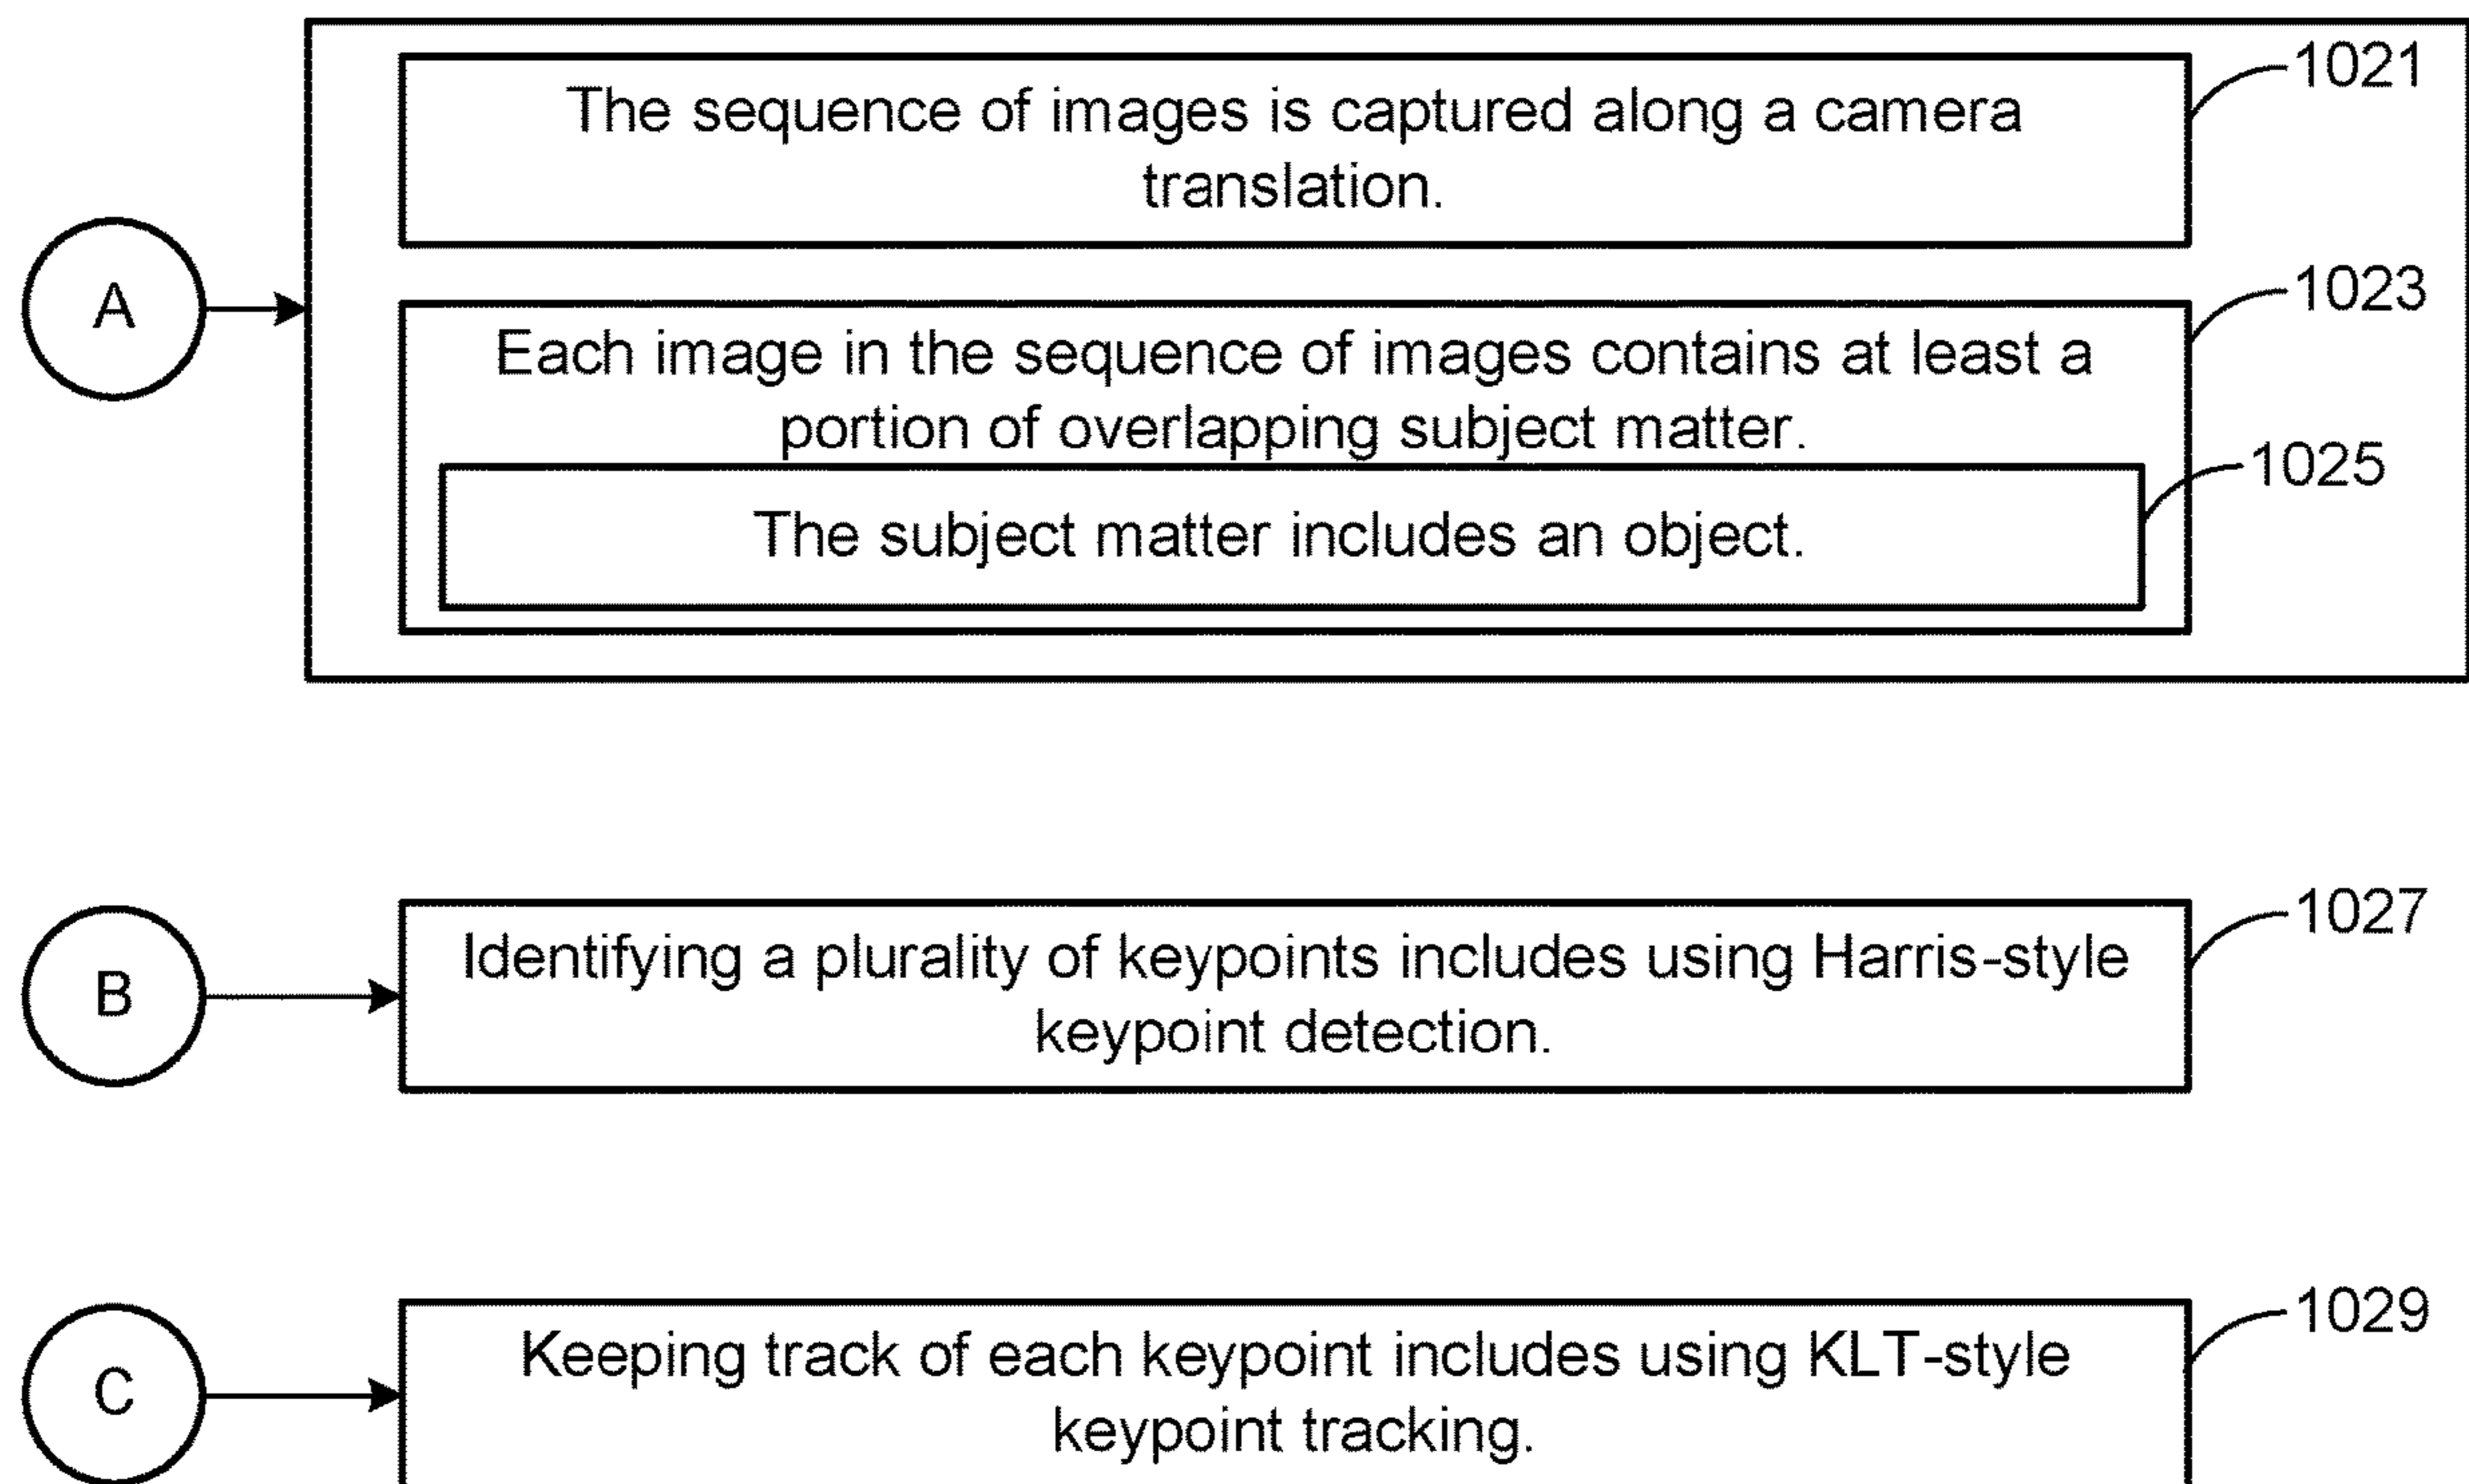 1021
The sequence of images is captured along a camera
translation.
A
1023
Each image in the sequence of images contains at least a
portion of overlapping subject matter.
1025
The subject matter includes an object.
1027
Identifying a plurality of keypoints includes using Harris-style
keypoint detection.
B
1029
Keeping track of each keypoint includes using KLT-style
keypoint tracking.
C